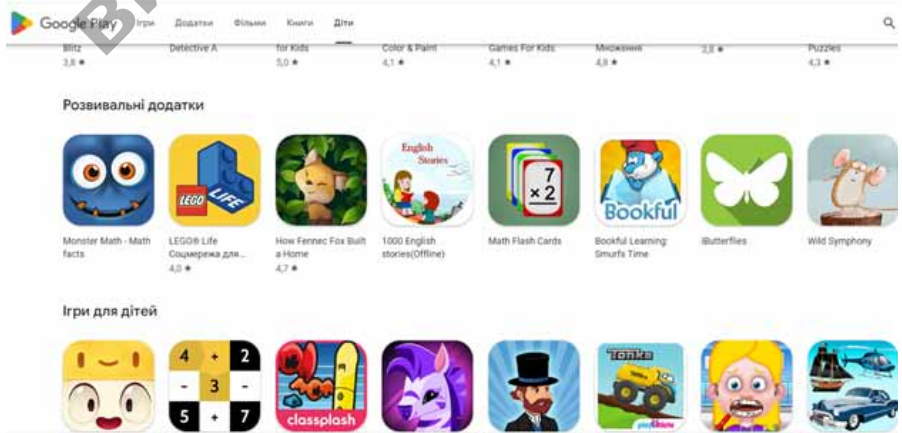 Google Play Ігри Додатки Фільми Книги Діти
Blitz Detective A for Kids Color & Paint Games For Kids Множення Puzzles
3,8 ★ 5,0 ★ 4,1 ★ 4,1 ★ 4,8 ★ 3,8 ★ 4,3 ★
Розвивальні додатки
English
Stories
7
× 2
LEGO LIFE
Bookful
Monster Math - Math LEGO® Life How Fennec Fox Built 1000 English Math Flash Cards Bookful Learning: iButterflies Wild Symphony
facts Соцмережа для... a Home stories(Offline) Smurfs Time
4,0 ★ 4,7 ★
Ігри для дітей
4 + 2
Tonka
- 3 -
5 + 7 classplash